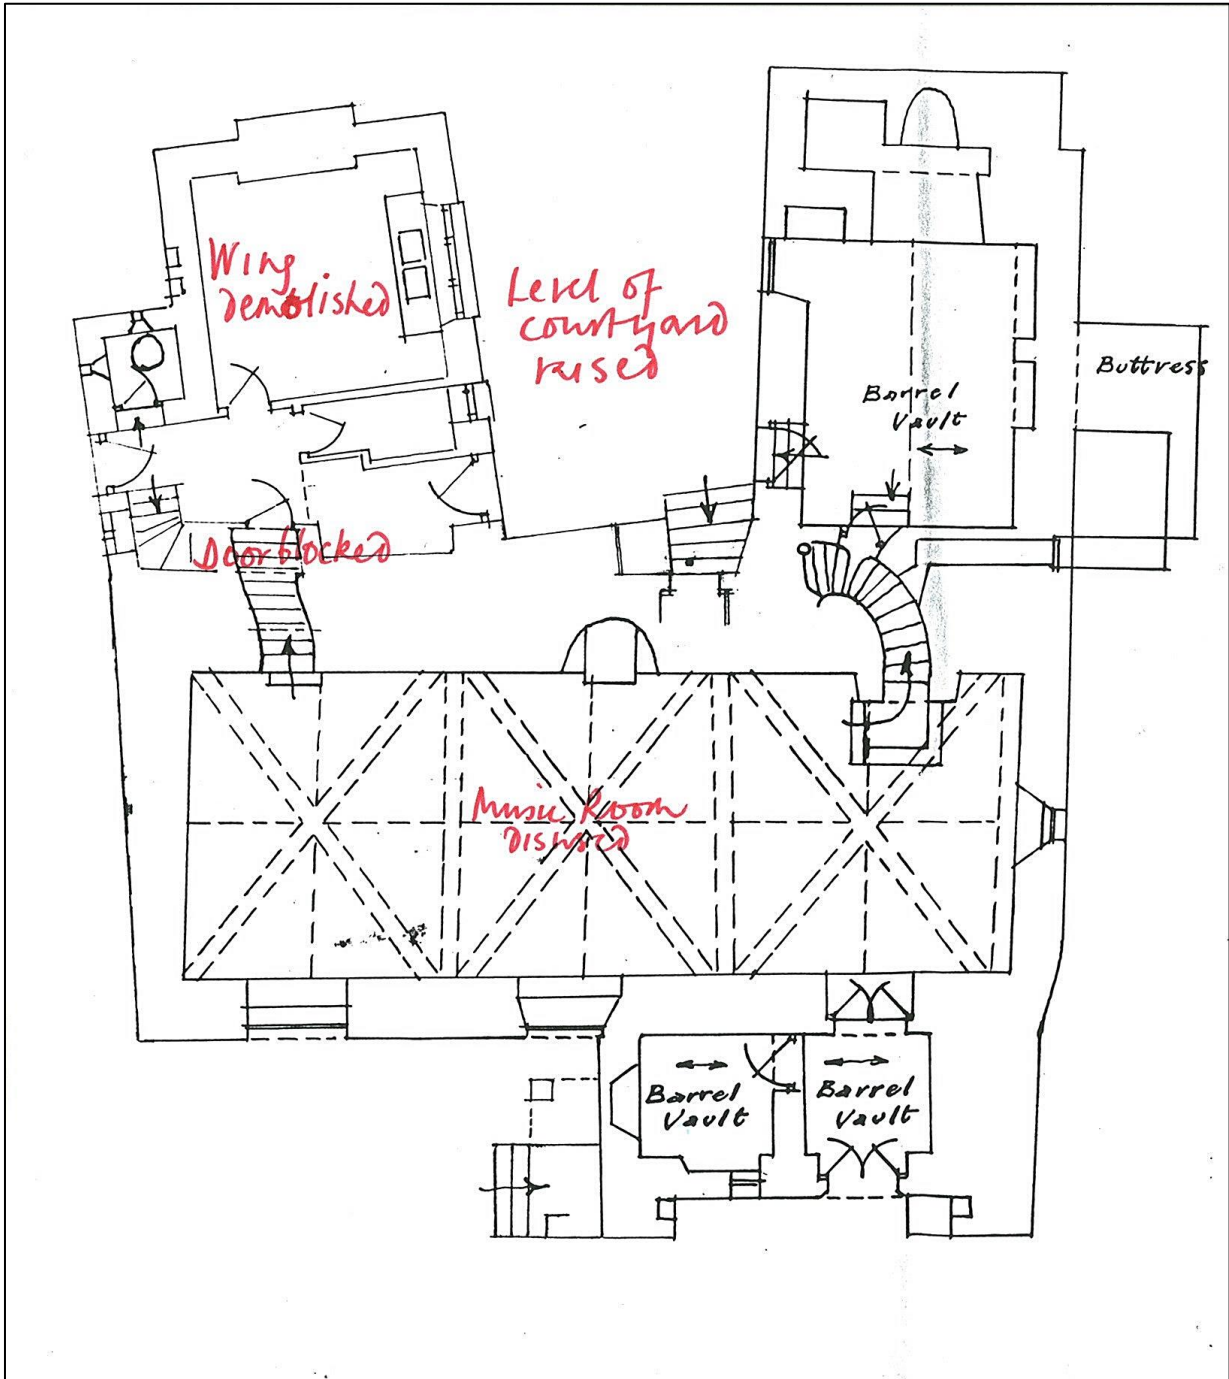 Wing
Demolished
Level of
courtyard
raised
Buttress
Barrel
Vault
Door blocked
Music Room
Disused
Barrel
Vault
Barrel
Vault